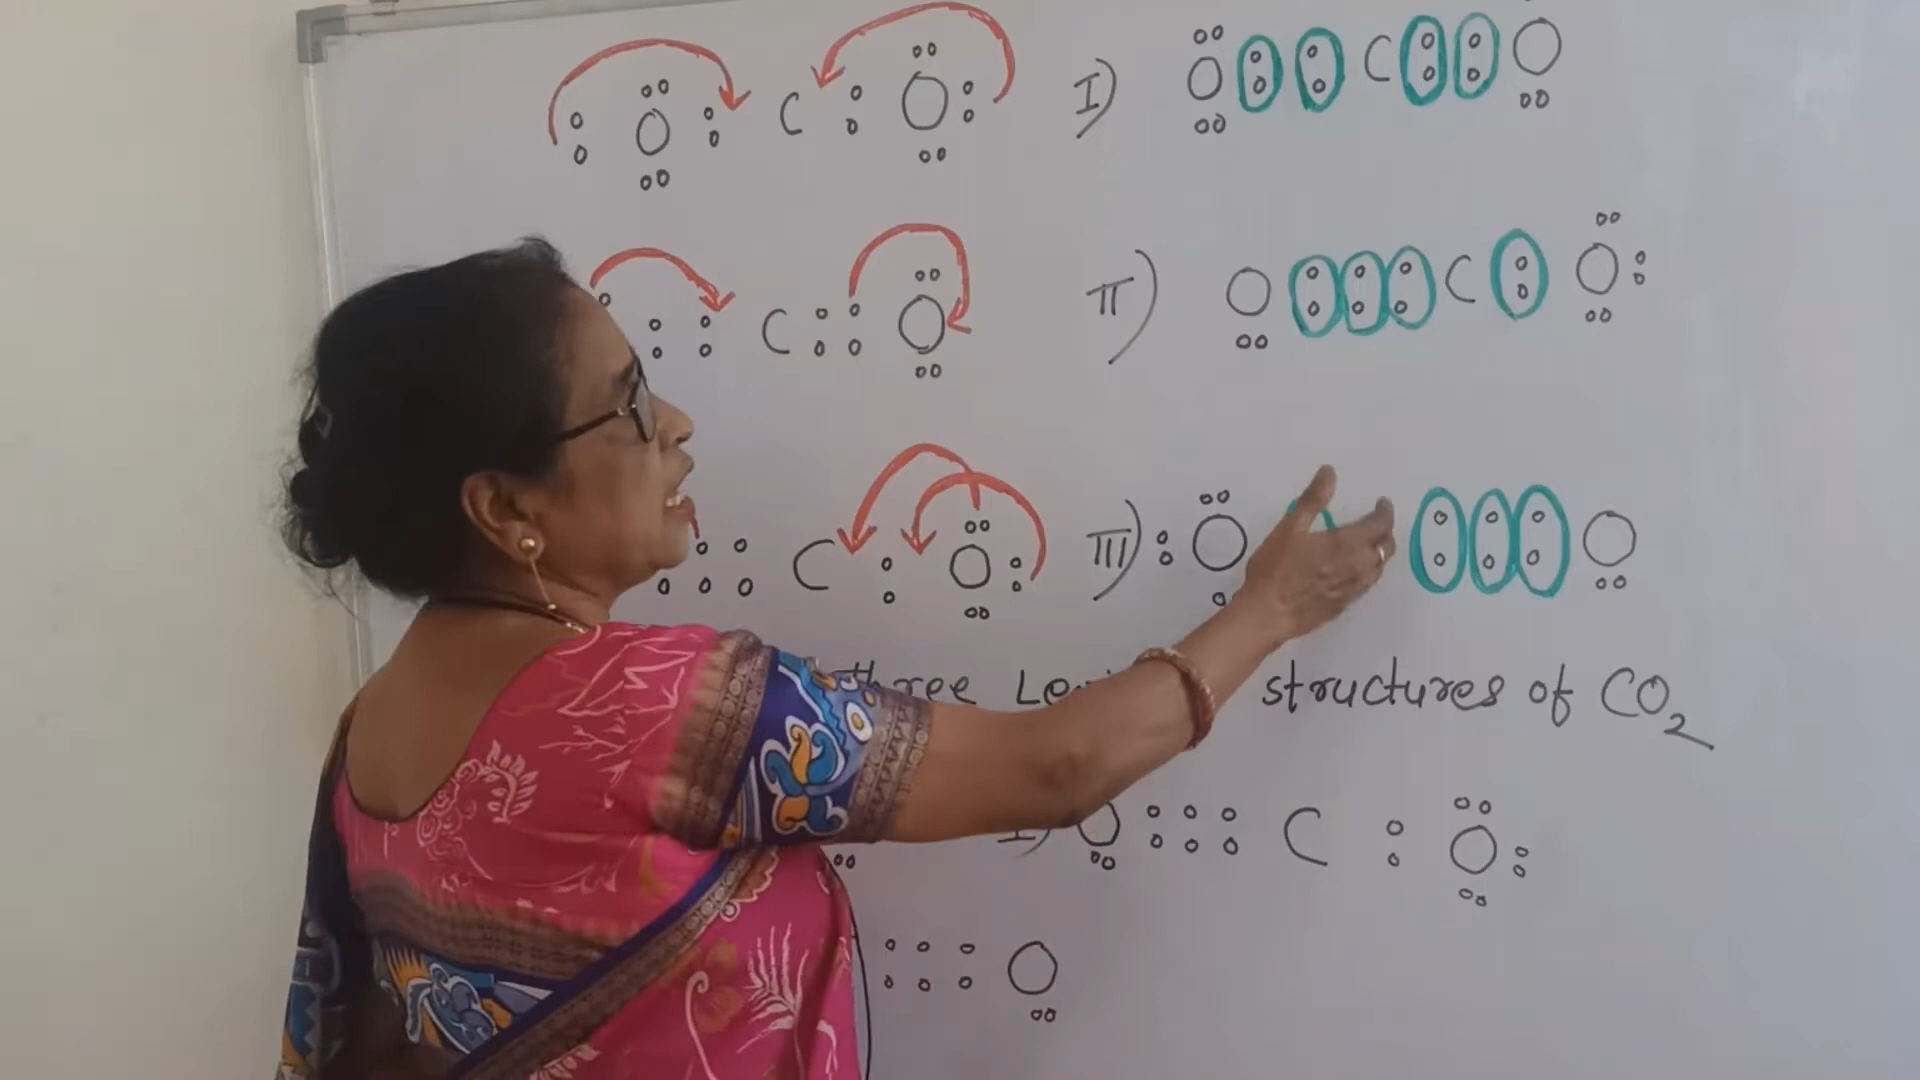 O C O I) O C O
C O II) O C O
C O III) O O
three structures of CO2
I) O C O
O